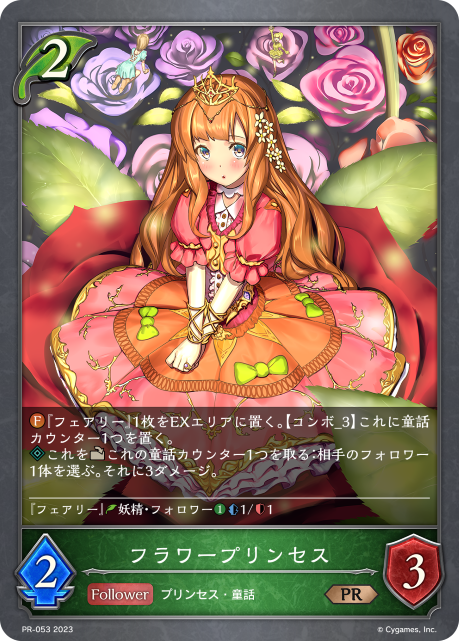 2
F『フェアリー』1枚をEXエリアに置く。【コンボ_3】これに童話
カウンター1つを置く。
これを これの童話カウンター1つを取る：相手のフォロワー
1体を選ぶ。それに3ダメージ。
『フェアリー』妖精・フォロワー 1 1/1
フラワープリンセス
2
Follower プリンセス・童話 PR
3
PR-053 2023
© Cygames, Inc.